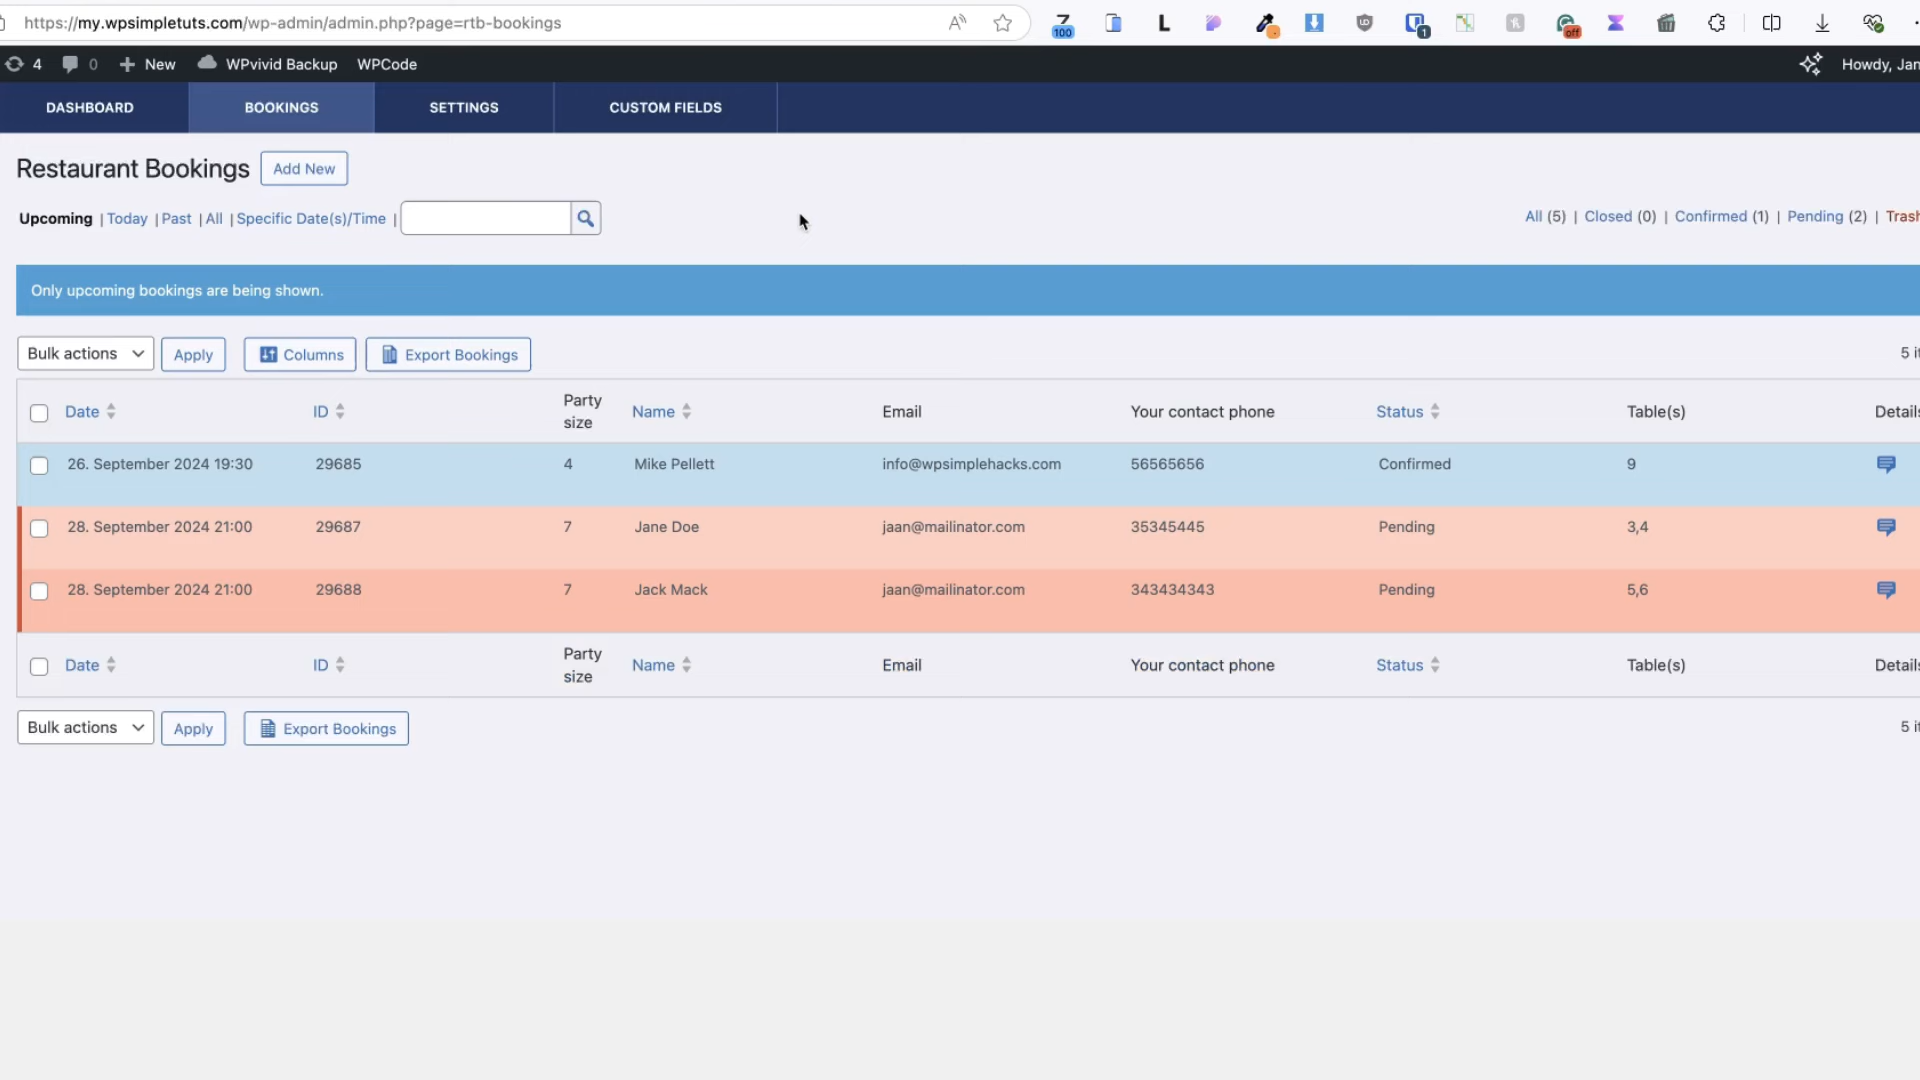 https://my.wpsimpletuts.com/wp-admin/admin.php?page=rtb-bookings
100
1
off
4 0 New WPvivid Backup WPCode Howdy, Jan
DASHBOARD BOOKINGS SETTINGS CUSTOM FIELDS
Restaurant Bookings Add New
Upcoming | Today | Past | All | Specific Date(s)/Time |
All (5) | Closed (0) | Confirmed (1) | Pending (2) | Trash
Only upcoming bookings are being shown.
Bulk actions Apply Columns Export Bookings 5 it
Date ID Party size Name Email Your contact phone Status Table(s) Details
26. September 2024 19:30 29685 4 Mike Pellett info@wpsimplehacks.com 56565656 Confirmed 9
28. September 2024 21:00 29687 7 Jane Doe jaan@mailinator.com 35345445 Pending 3,4
28. September 2024 21:00 29688 7 Jack Mack jaan@mailinator.com 343434343 Pending 5,6
Date ID Party size Name Email Your contact phone Status Table(s) Details
Bulk actions Apply Export Bookings 5 it